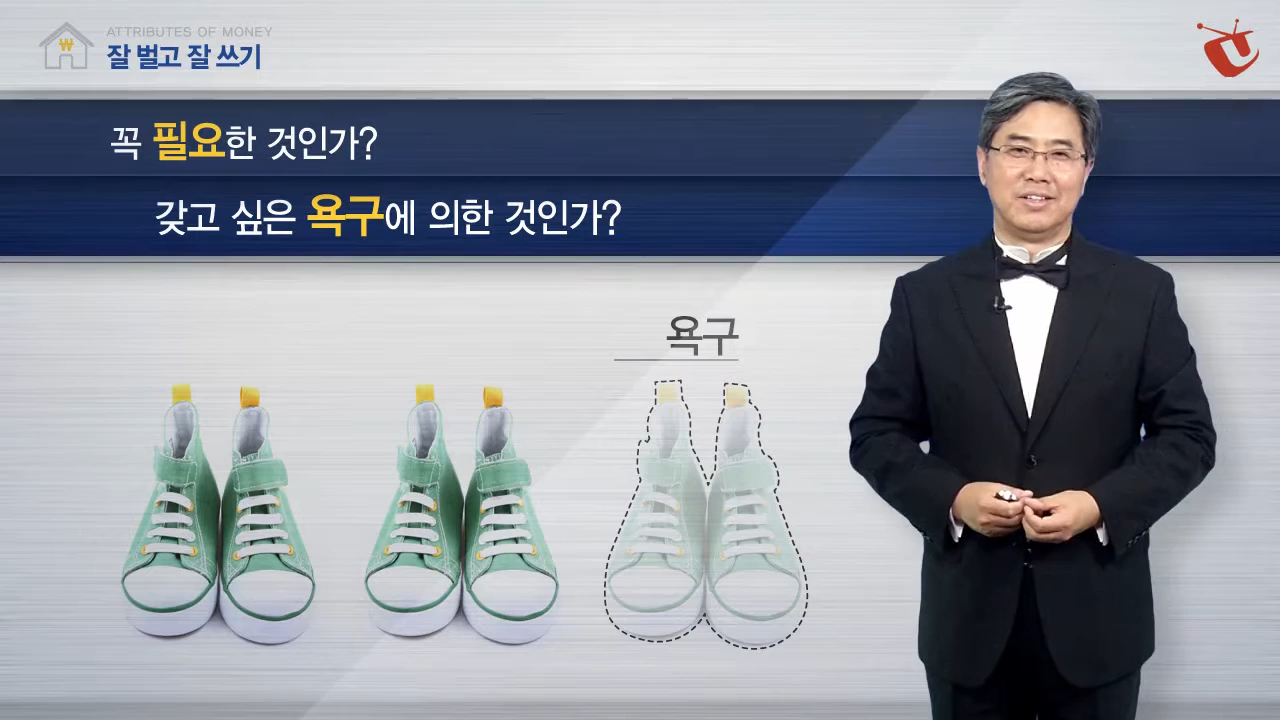 ATTRIBUTES OF MONEY
잘 벌고 잘 쓰기
꼭 필요한 것인가?
갖고 싶은 욕구에 의한 것인가?
욕구